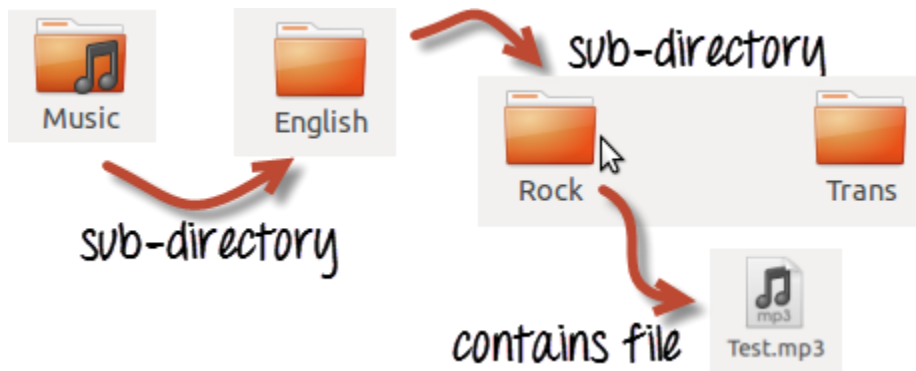 Music
English
sub-directory
sub-directory
Rock
Trans
contains file
mp3
Test.mp3